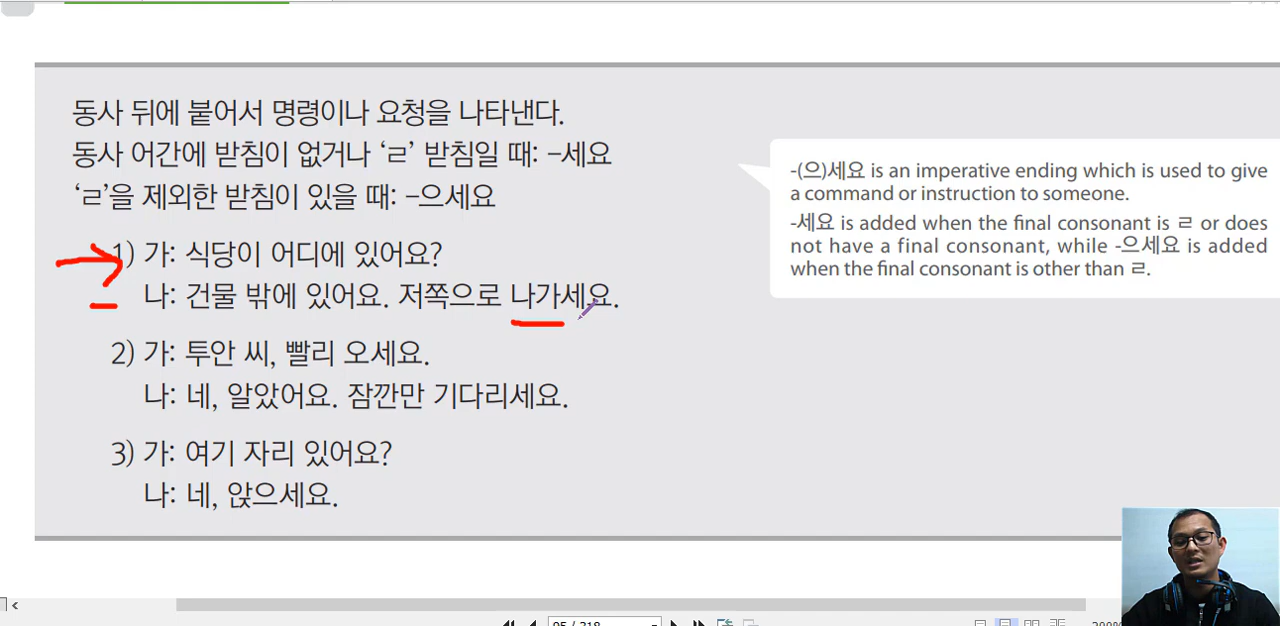 동사 뒤에 붙어서 명령이나 요청을 나타낸다.
동사 어간에 받침이 없거나 ‘ㄹ’ 받침일 때: –세요
‘ㄹ’을 제외한 받침이 있을 때: –으세요
1) 가: 식당이 어디에 있어요?
나: 건물 밖에 있어요. 저쪽으로 나가세요.
2) 가: 투안 씨, 빨리 오세요.
나: 네, 알았어요. 잠깐만 기다리세요.
3) 가: 여기 자리 있어요?
나: 네, 앉으세요.
-(으)세요 is an imperative ending which is used to give
a command or instruction to someone.
-세요 is added when the final consonant is ㄹ or does
not have a final consonant, while -으세요 is added
when the final consonant is other than ㄹ.
95 / 318